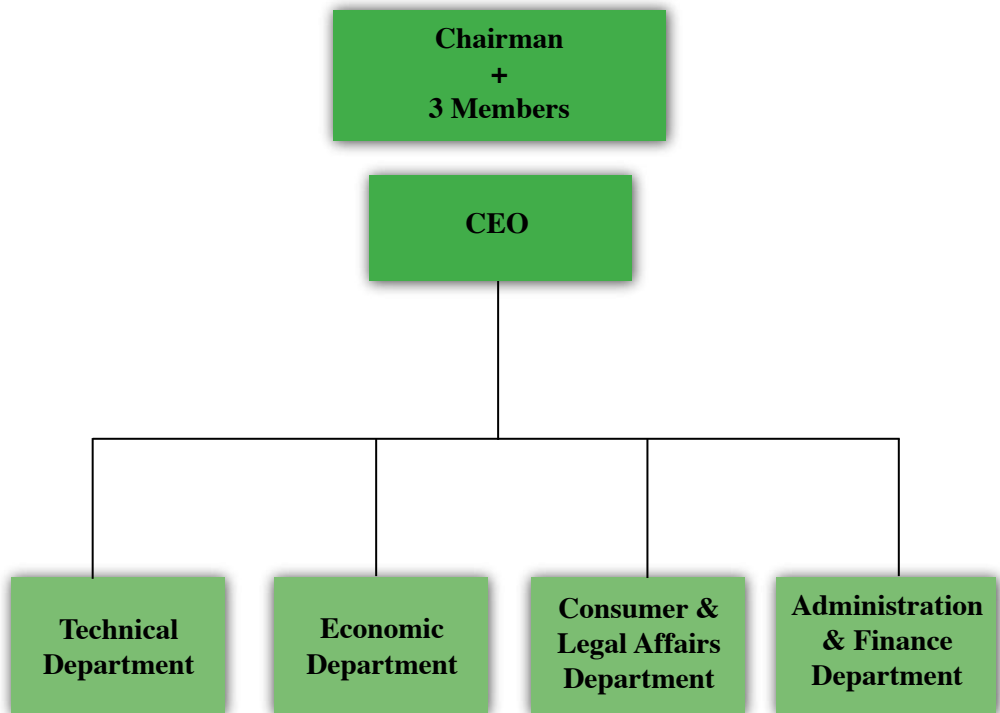 Chairman
+
3 Members
CEO
Technical
Department
Economic
Department
Consumer &
Legal Affairs
Department
Administration
& Finance
Department